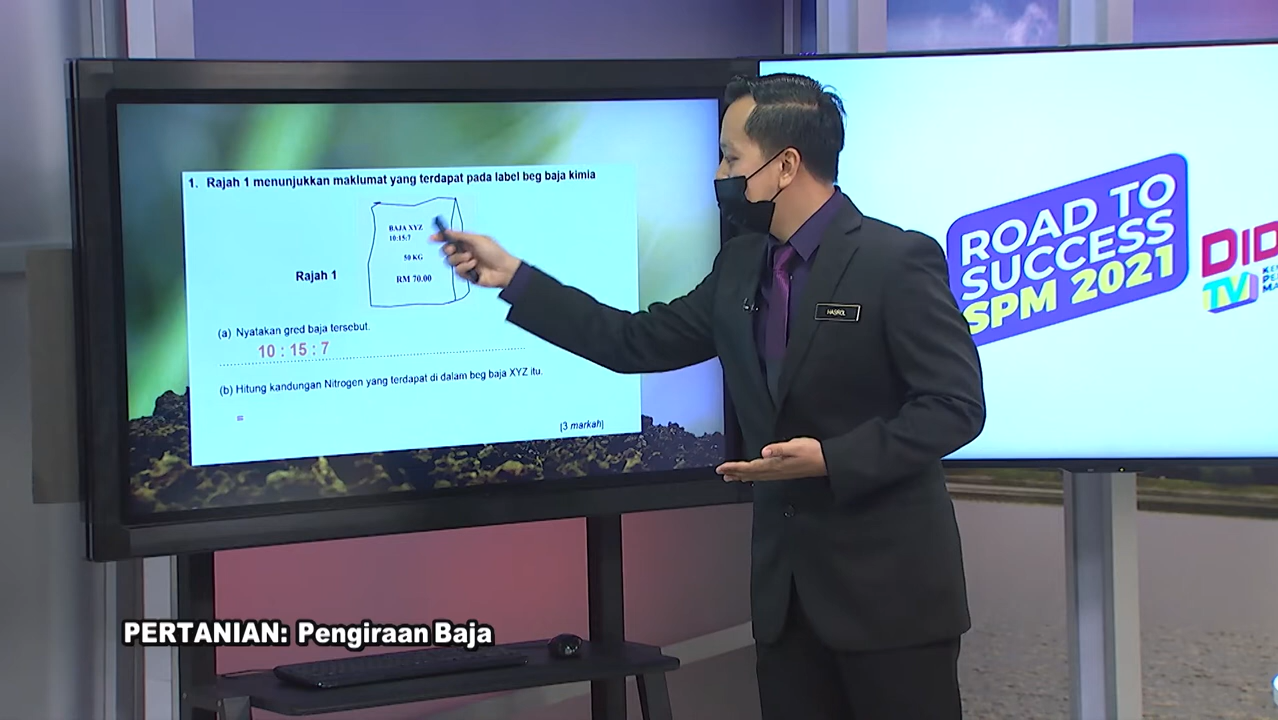 1. Rajah 1 menunjukkan maklumat yang terdapat pada label beg baja kimia
BAJA XYZ
10:15:7
50 KG
RM 70.00
Rajah 1
(a) Nyatakan gred baja tersebut.
10 : 15 : 7
(b) Hitung kandungan Nitrogen yang terdapat di dalam beg baja XYZ itu.
=
[3 markah]
ROAD TO
SUCCESS
SPM 2021
DID
TV
HASROL
PERTANIAN: Pengiraan Baja